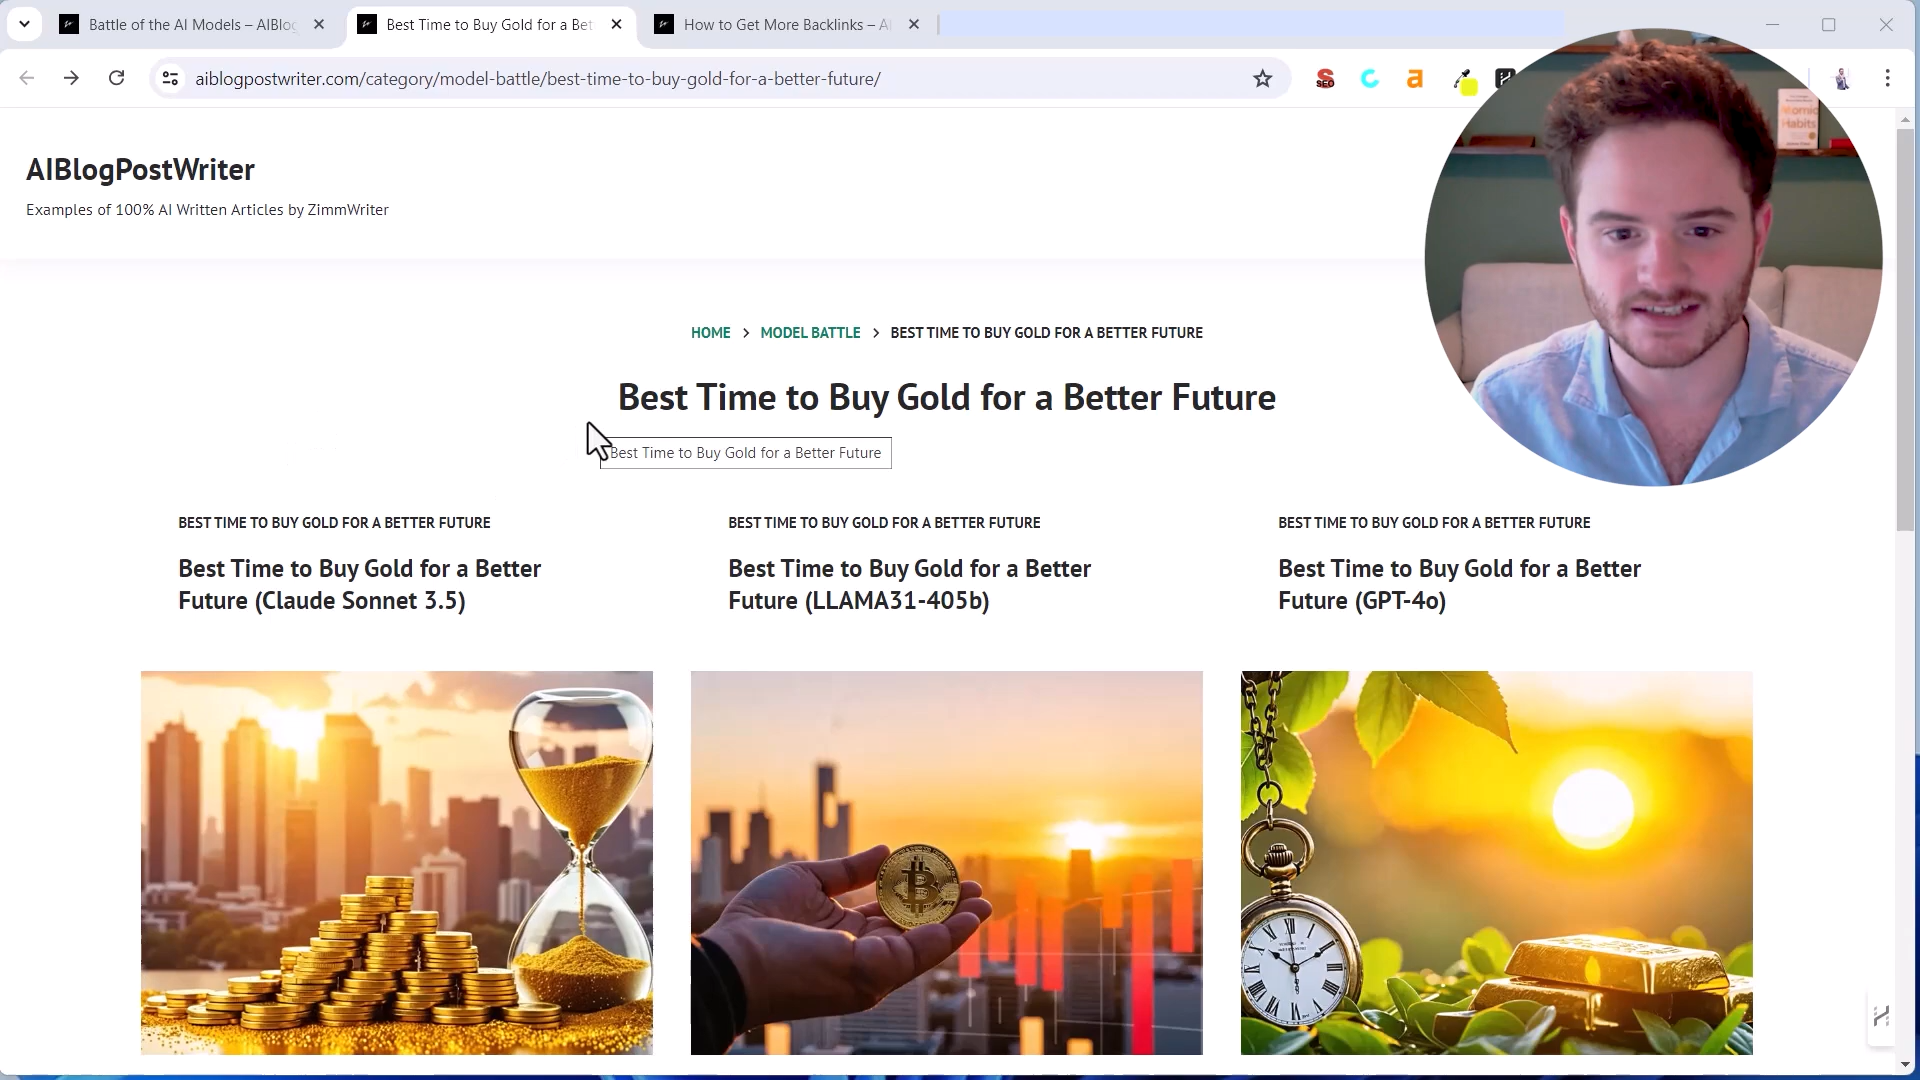 Battle of the AI Models – AIBlog
Best Time to Buy Gold for a Bet
How to Get More Backlinks – AI
aiblogpostwriter.com/category/model-battle/best-time-to-buy-gold-for-a-better-future/
SEO
a
Atomic
Habits
AIBlogPostWriter
Examples of 100% AI Written Articles by ZimmWriter
HOME > MODEL BATTLE > BEST TIME TO BUY GOLD FOR A BETTER FUTURE
Best Time to Buy Gold for a Better Future
Best Time to Buy Gold for a Better Future
BEST TIME TO BUY GOLD FOR A BETTER FUTURE
Best Time to Buy Gold for a Better
Future (Claude Sonnet 3.5)
BEST TIME TO BUY GOLD FOR A BETTER FUTURE
Best Time to Buy Gold for a Better
Future (LLAMA31-405b)
BEST TIME TO BUY GOLD FOR A BETTER FUTURE
Best Time to Buy Gold for a Better
Future (GPT-4o)